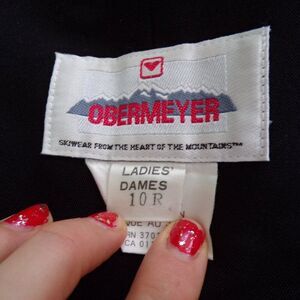 OBERMEYER
SKIWEAR FROM THE HEART OF THE MOUNTAINS™
LADIES'
DAMES
10 R